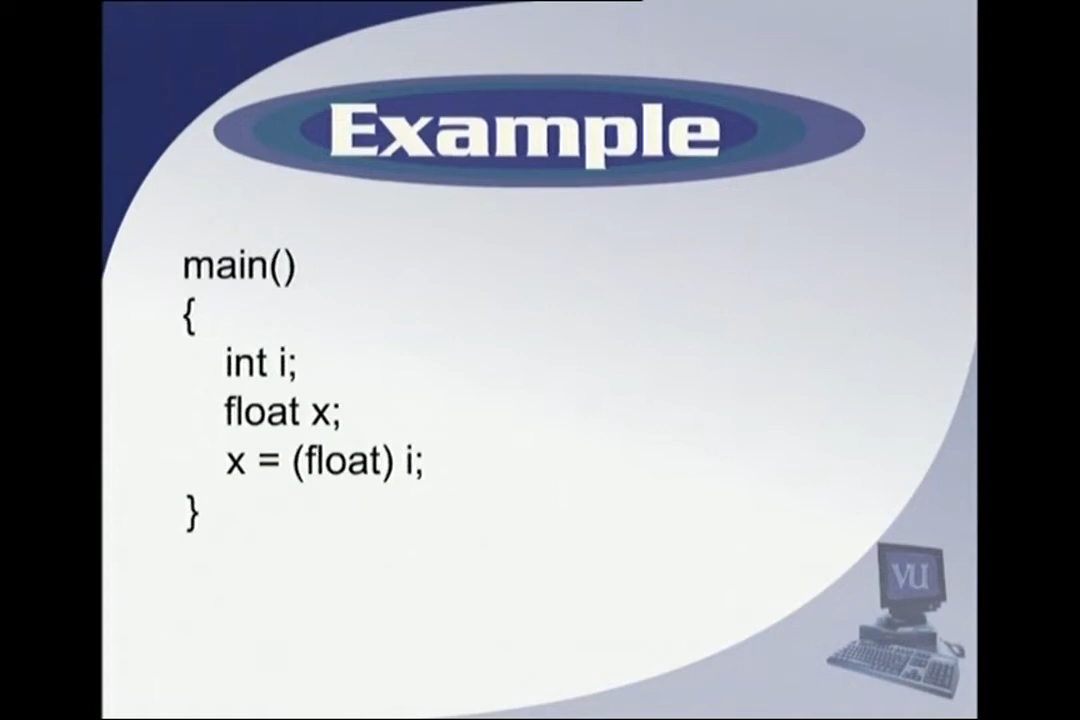 Example
main()
{
int i;
float x;
x = (float) i;
}
VU